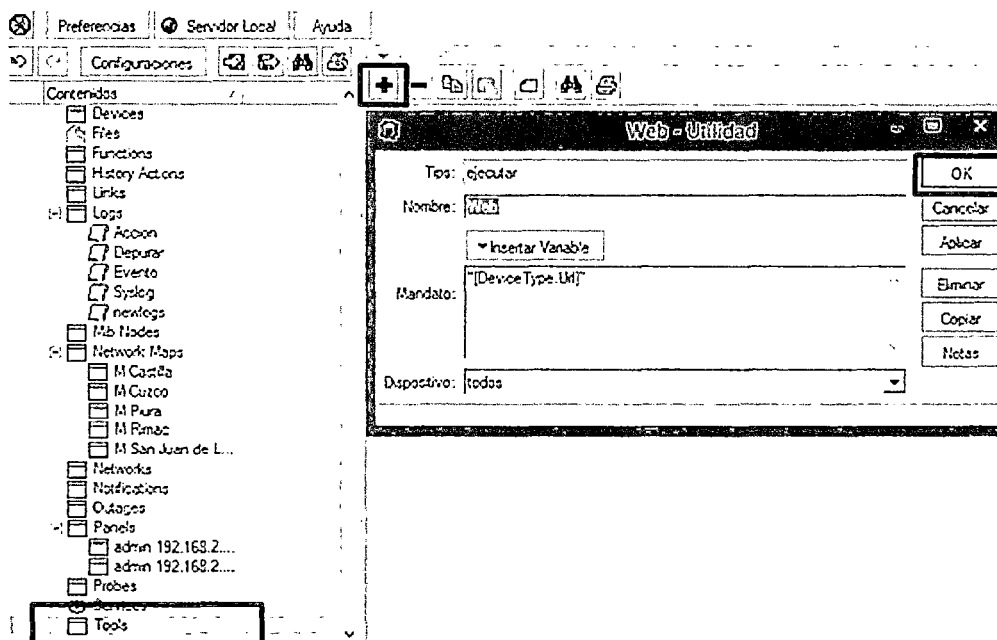 Preferencias Servidor Local Ayuda
Configuraciones
Contenidos
Devices
Files
Functions
History Actions
Links
Logs
Accion
Depurar
Evento
Syslog
newlogs
Mib Nodes
Network Maps
M Castilla
M Cuzco
M Piura
M Rimac
M San Juan de L...
Networks
Notifications
Outages
Panels
admin 192.168.2....
admin 192.168.2....
Probes
Services
Tools
Web - Utilidad
Tipo: ejecutar
Nombre: Web
Insertar Variable
Mandato: "[DeviceType.Url]"
Dispositivo: todos
OK
Cancelar
Aplicar
Eliminar
Copiar
Notas